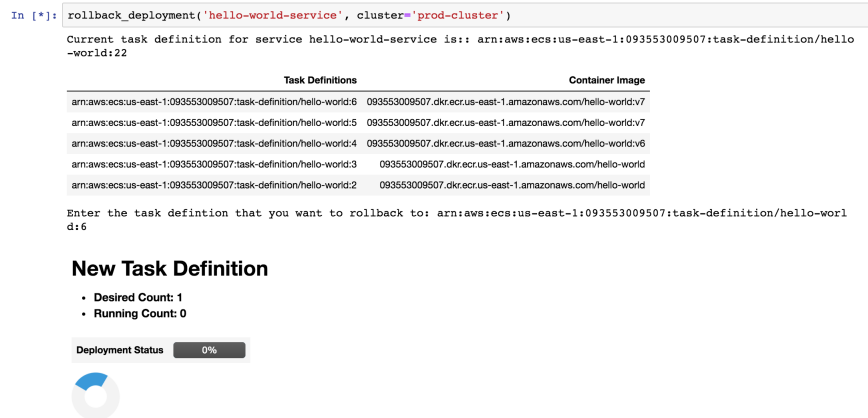 In [*]: rollback_deployment('hello-world-service', cluster='prod-cluster')
Current task definition for service hello-world-service is:: arn:aws:ecs:us-east-1:093553009507:task-definition/hello
-world:22
Task Definitions Container Image
arn:aws:ecs:us-east-1:093553009507:task-definition/hello-world:6 093553009507.dkr.ecr.us-east-1.amazonaws.com/hello-world:v7
arn:aws:ecs:us-east-1:093553009507:task-definition/hello-world:5 093553009507.dkr.ecr.us-east-1.amazonaws.com/hello-world:v7
arn:aws:ecs:us-east-1:093553009507:task-definition/hello-world:4 093553009507.dkr.ecr.us-east-1.amazonaws.com/hello-world:v6
arn:aws:ecs:us-east-1:093553009507:task-definition/hello-world:3 093553009507.dkr.ecr.us-east-1.amazonaws.com/hello-world
arn:aws:ecs:us-east-1:093553009507:task-definition/hello-world:2 093553009507.dkr.ecr.us-east-1.amazonaws.com/hello-world
Enter the task defintion that you want to rollback to: arn:aws:ecs:us-east-1:093553009507:task-definition/hello-worl
d:6
New Task Definition
• Desired Count: 1
• Running Count: 0
Deployment Status 0%